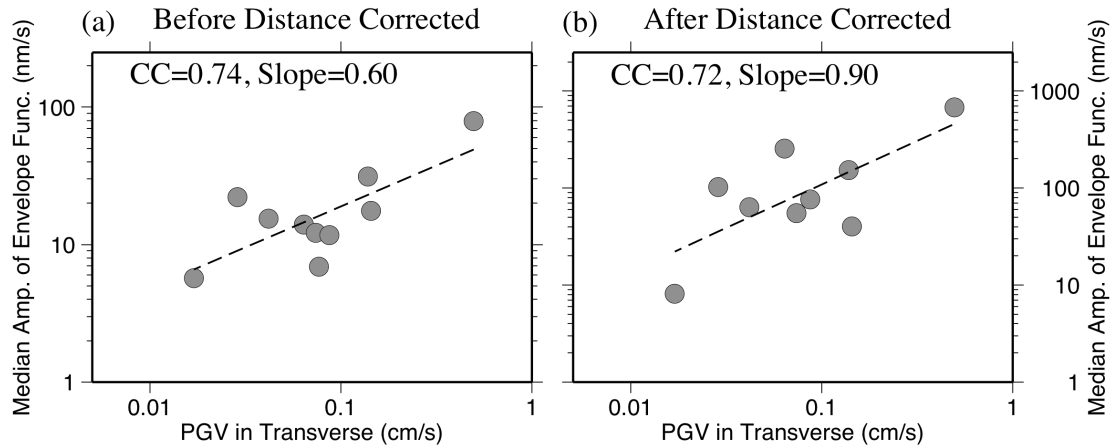 (a) Before Distance Corrected
CC=0.74, Slope=0.60
Median Amp. of Envelope Func. (nm/s)
100
10
1
0.01 0.1 1
PGV in Transverse (cm/s)
(b) After Distance Corrected
CC=0.72, Slope=0.90
1000
100
10
1
Median Amp. of Envelope Func. (nm/s)
0.01 0.1 1
PGV in Transverse (cm/s)